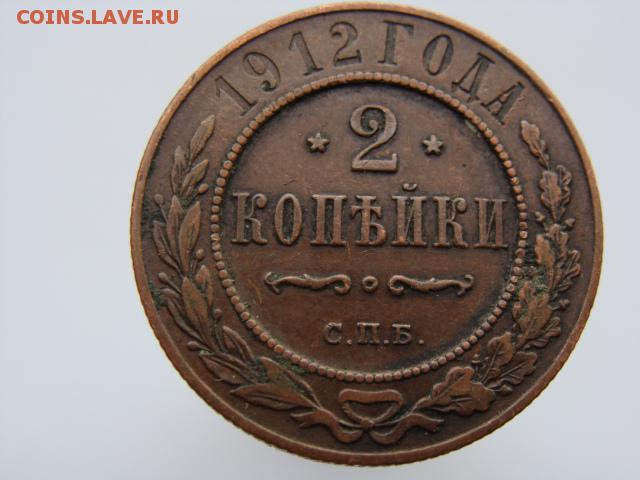 COINS.LAVE.RU
1912 ГОДА
2
КОПѢЙКИ
С.П.Б.